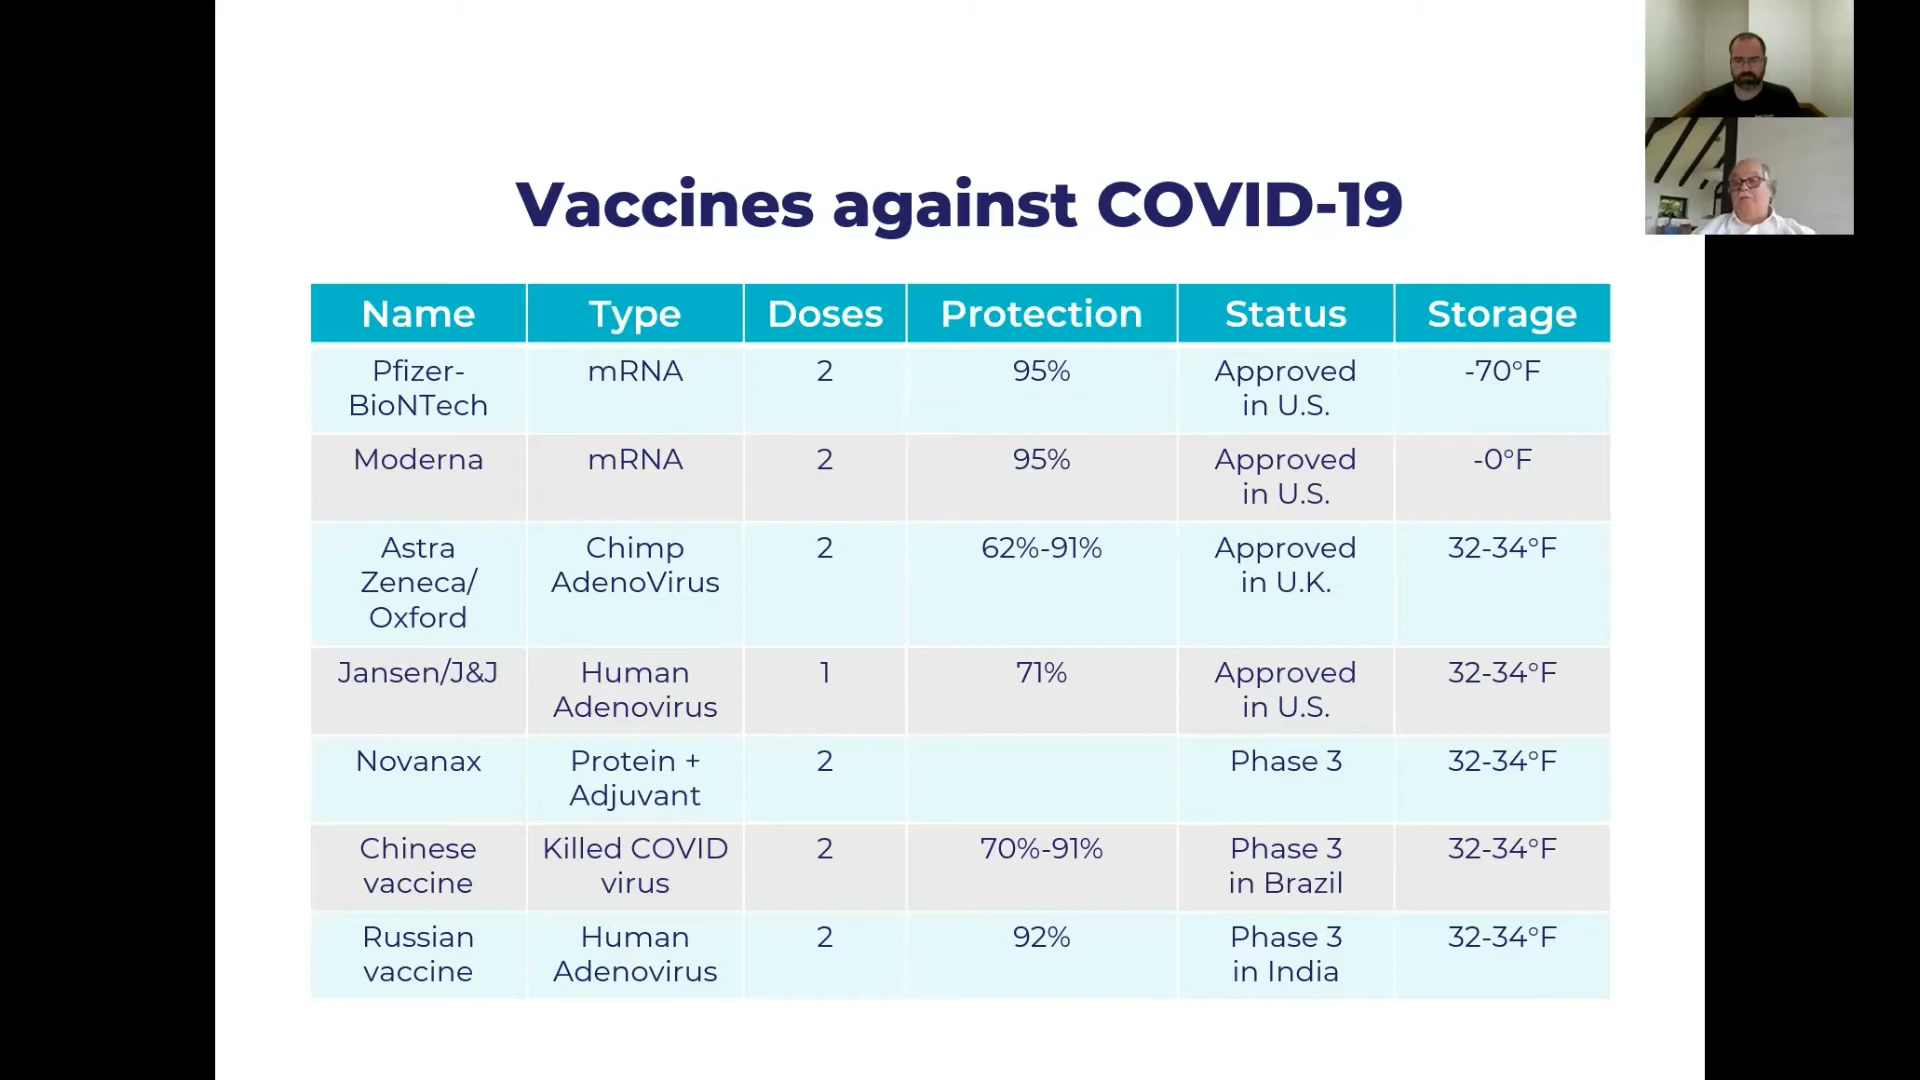 Vaccines against COVID-19
Name Type Doses Protection Status Storage
Pfizer- mRNA 2 95% Approved -70°F
BioNTech in U.S.
Moderna mRNA 2 95% Approved -0°F
in U.S.
Astra Chimp 2 62%-91% Approved 32-34°F
Zeneca/ AdenoVirus in U.K.
Oxford
Jansen/J&J Human 1 71% Approved 32-34°F
Adenovirus in U.S.
Novanax Protein + 2 Phase 3 32-34°F
Adjuvant
Chinese Killed COVID 2 70%-91% Phase 3 32-34°F
vaccine virus in Brazil
Russian Human 2 92% Phase 3 32-34°F
vaccine Adenovirus in India